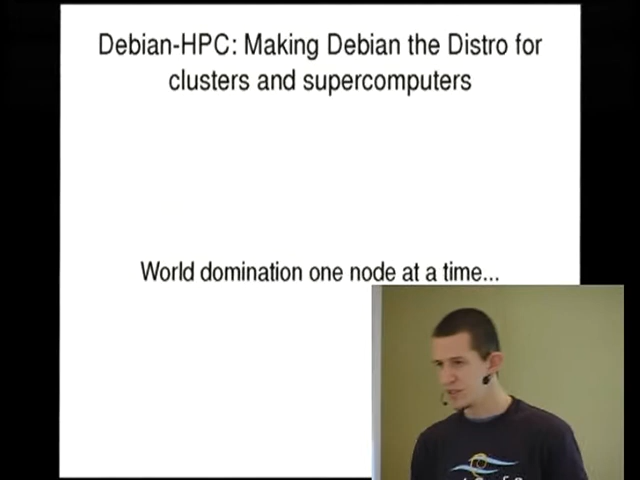 Debian-HPC: Making Debian the Distro for
clusters and supercomputers
World domination one node at a time...